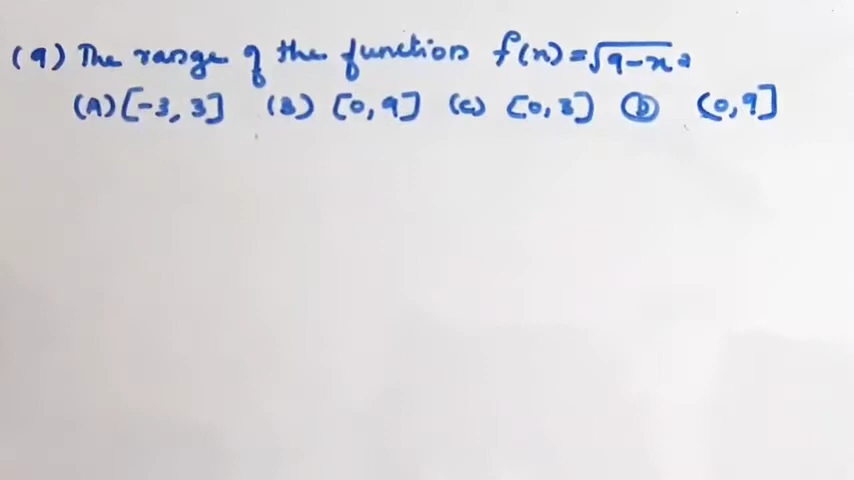 (9) The range of the function f(x) = √9-x²
(A) [-3, 3] (B) [0, 9] (C) [0, 3] (D) (0, 9]